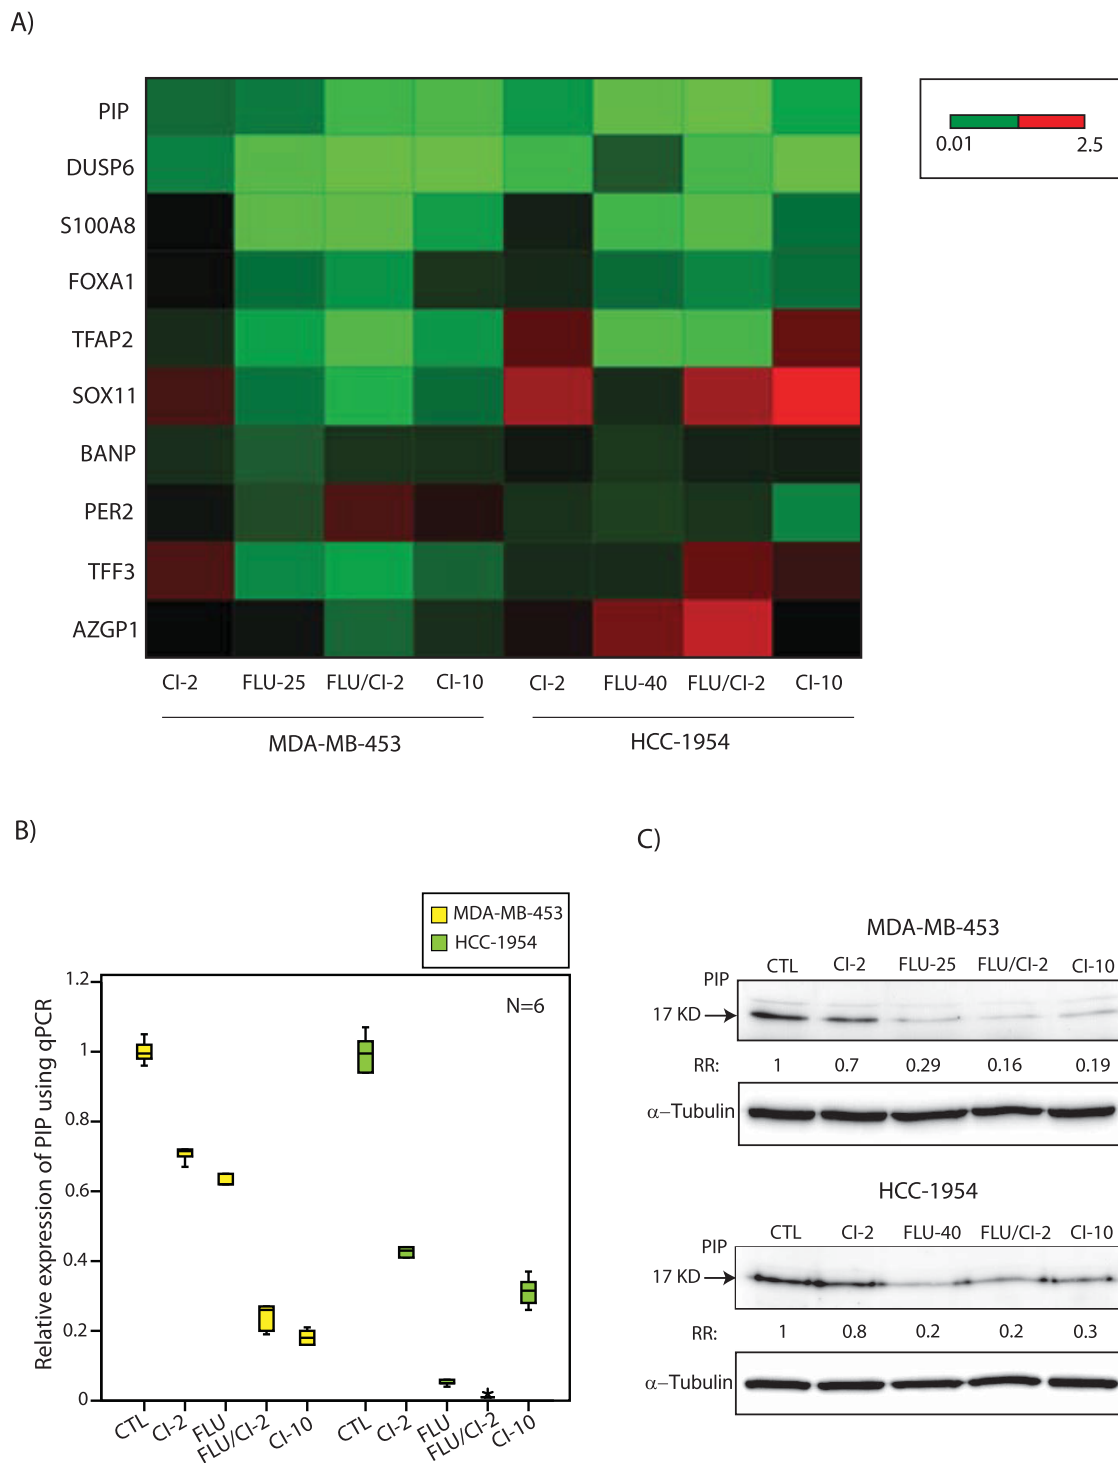 A)
PIP
DUSP6
S100A8
FOXA1
TFAP2
SOX11
BANP
PER2
TFF3
AZGP1
0.01 2.5
CI-2 FLU-25 FLU/CI-2 CI-10 CI-2 FLU-40 FLU/CI-2 CI-10
MDA-MB-453 HCC-1954
B)
MDA-MB-453
HCC-1954
N=6
Relative expression of PIP using qPCR
1.2
1
0.8
0.6
0.4
0.2
0
CTL CI-2 FLU FLU/CI-2 CI-10 CTL CI-2 FLU FLU/CI-2 CI-10
C)
MDA-MB-453
PIP CTL CI-2 FLU-25 FLU/CI-2 CI-10
17 KD
RR: 1 0.7 0.29 0.16 0.19
α−Tubulin
HCC-1954
PIP CTL CI-2 FLU-40 FLU/CI-2 CI-10
17 KD
RR: 1 0.8 0.2 0.2 0.3
α−Tubulin